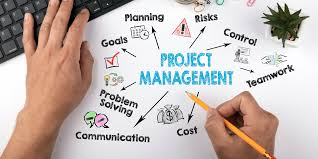 Planning
Risks
Goals
Control
PROJECT
MANAGEMENT
Teamwork
Problem
Solving
Communication
Cost